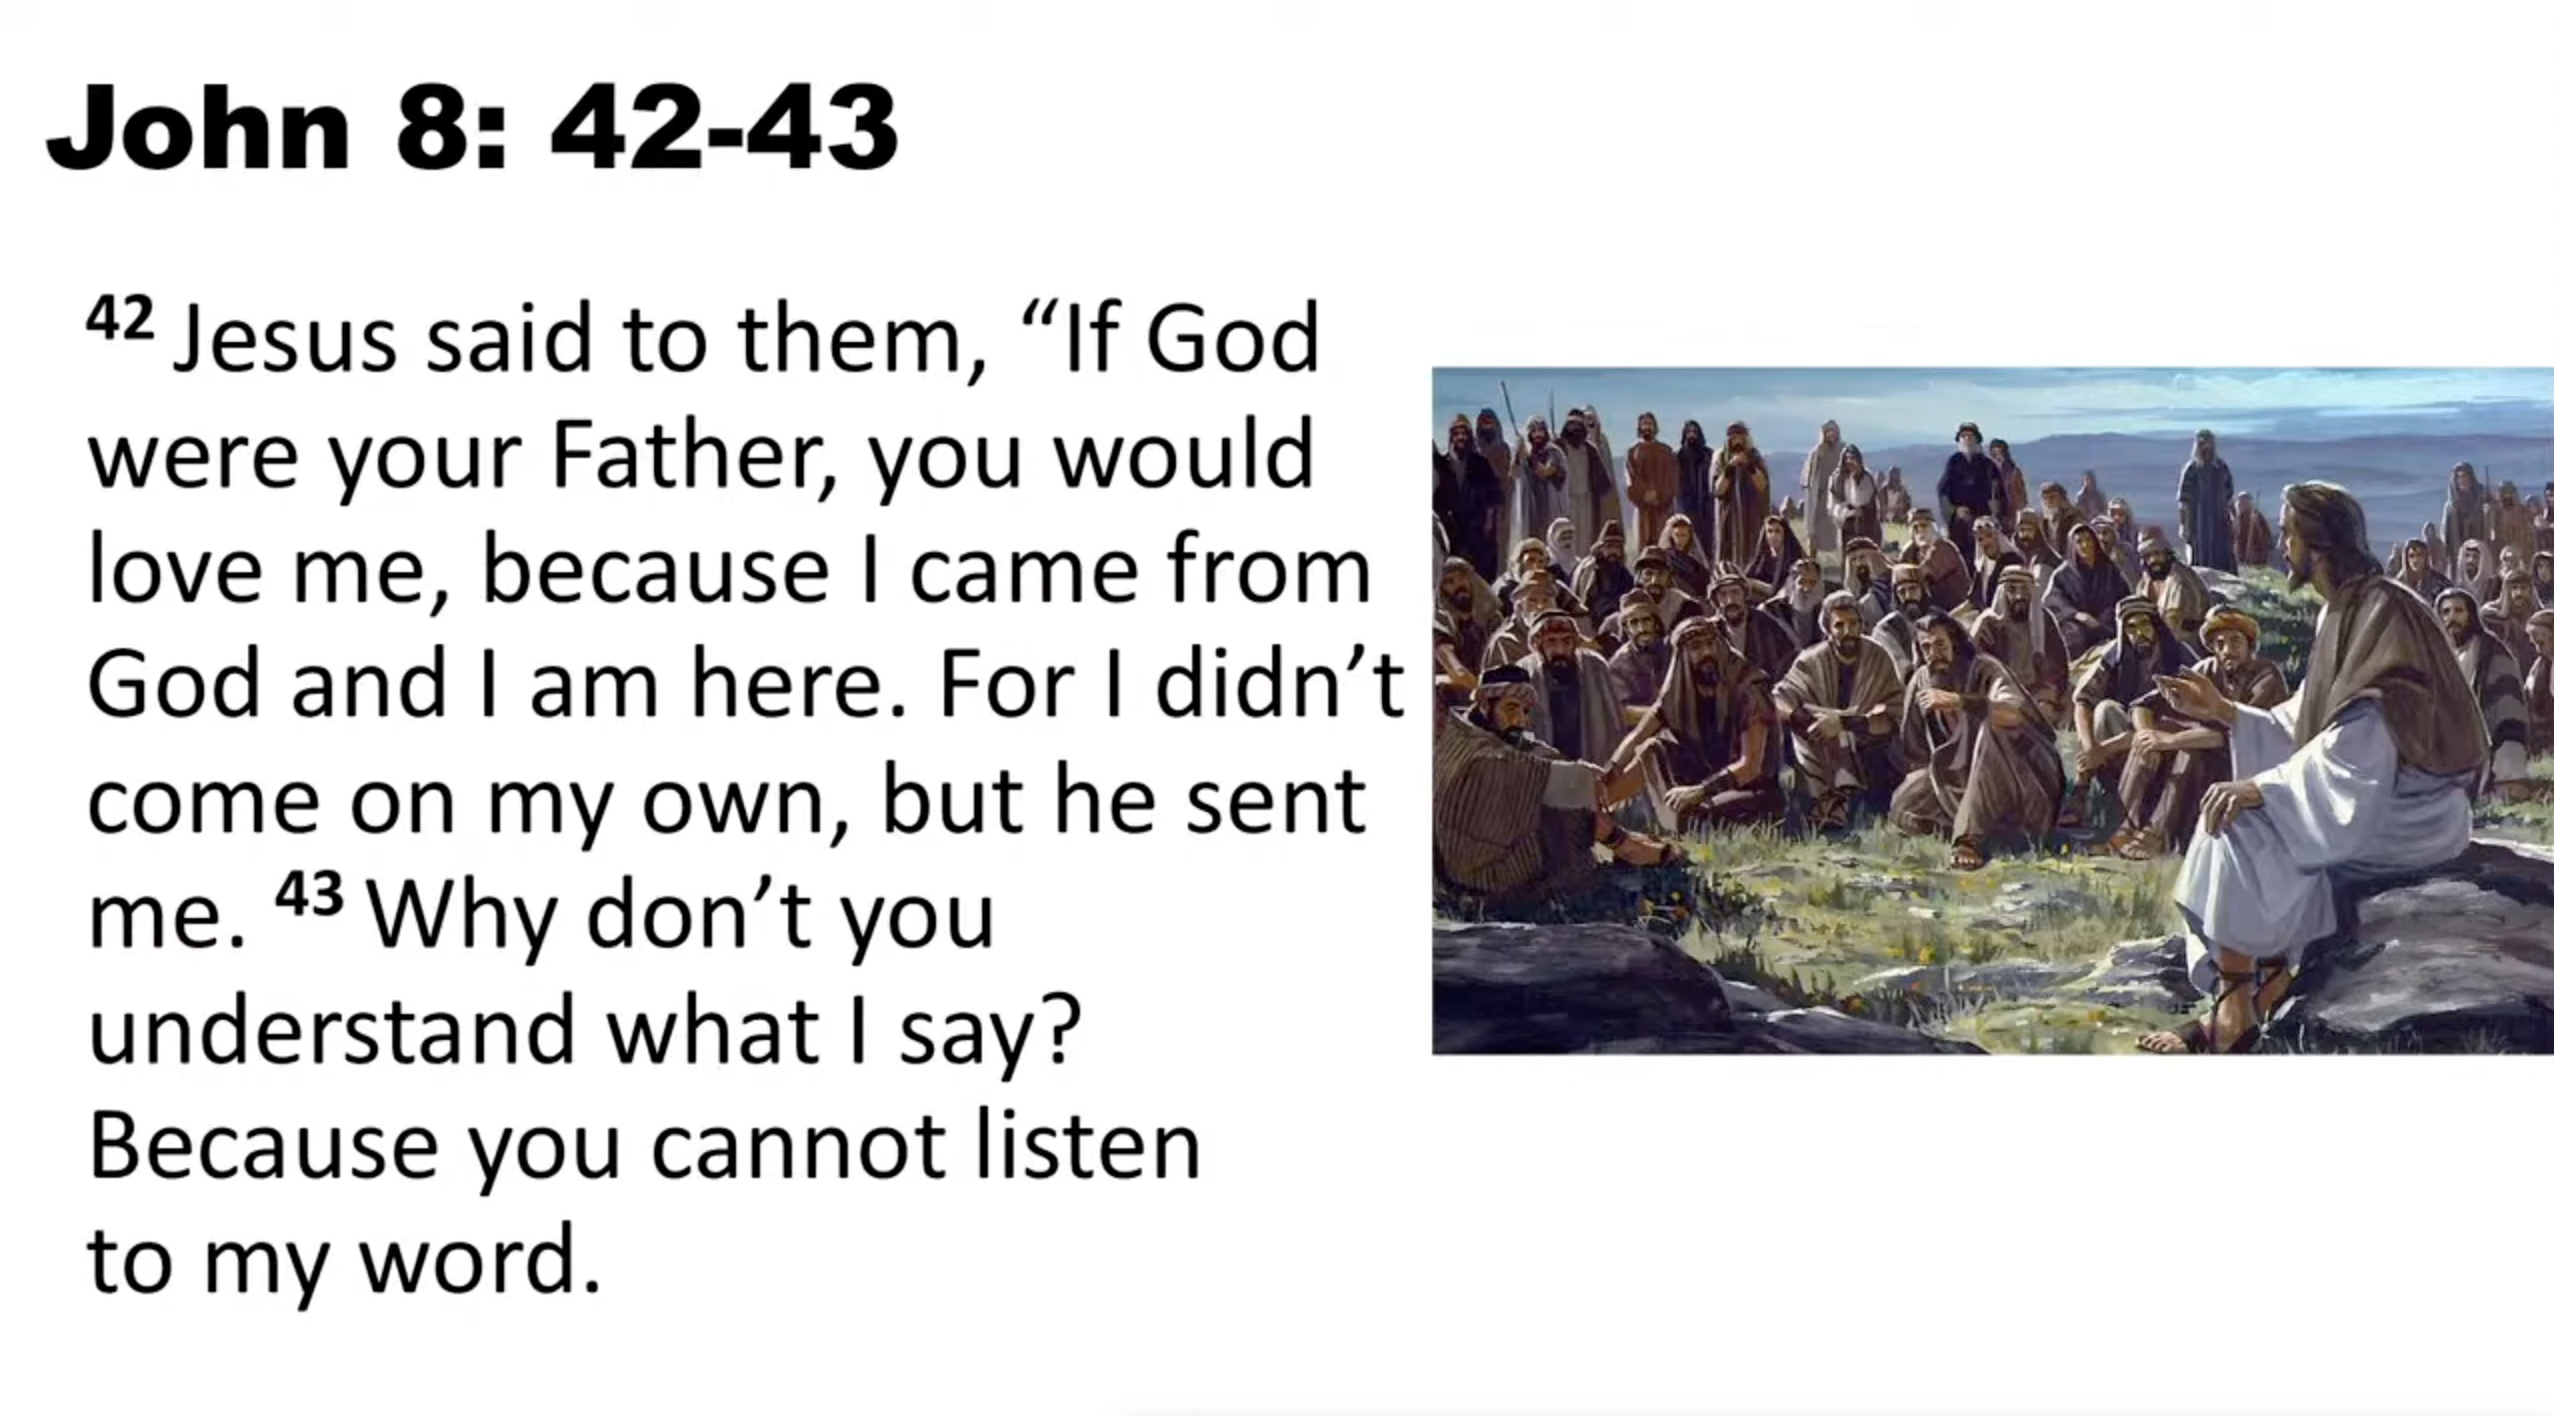 John 8: 42-43
42 Jesus said to them, “If God
were your Father, you would
love me, because I came from
God and I am here. For I didn’t
come on my own, but he sent
me. 43 Why don’t you
understand what I say?
Because you cannot listen
to my word.